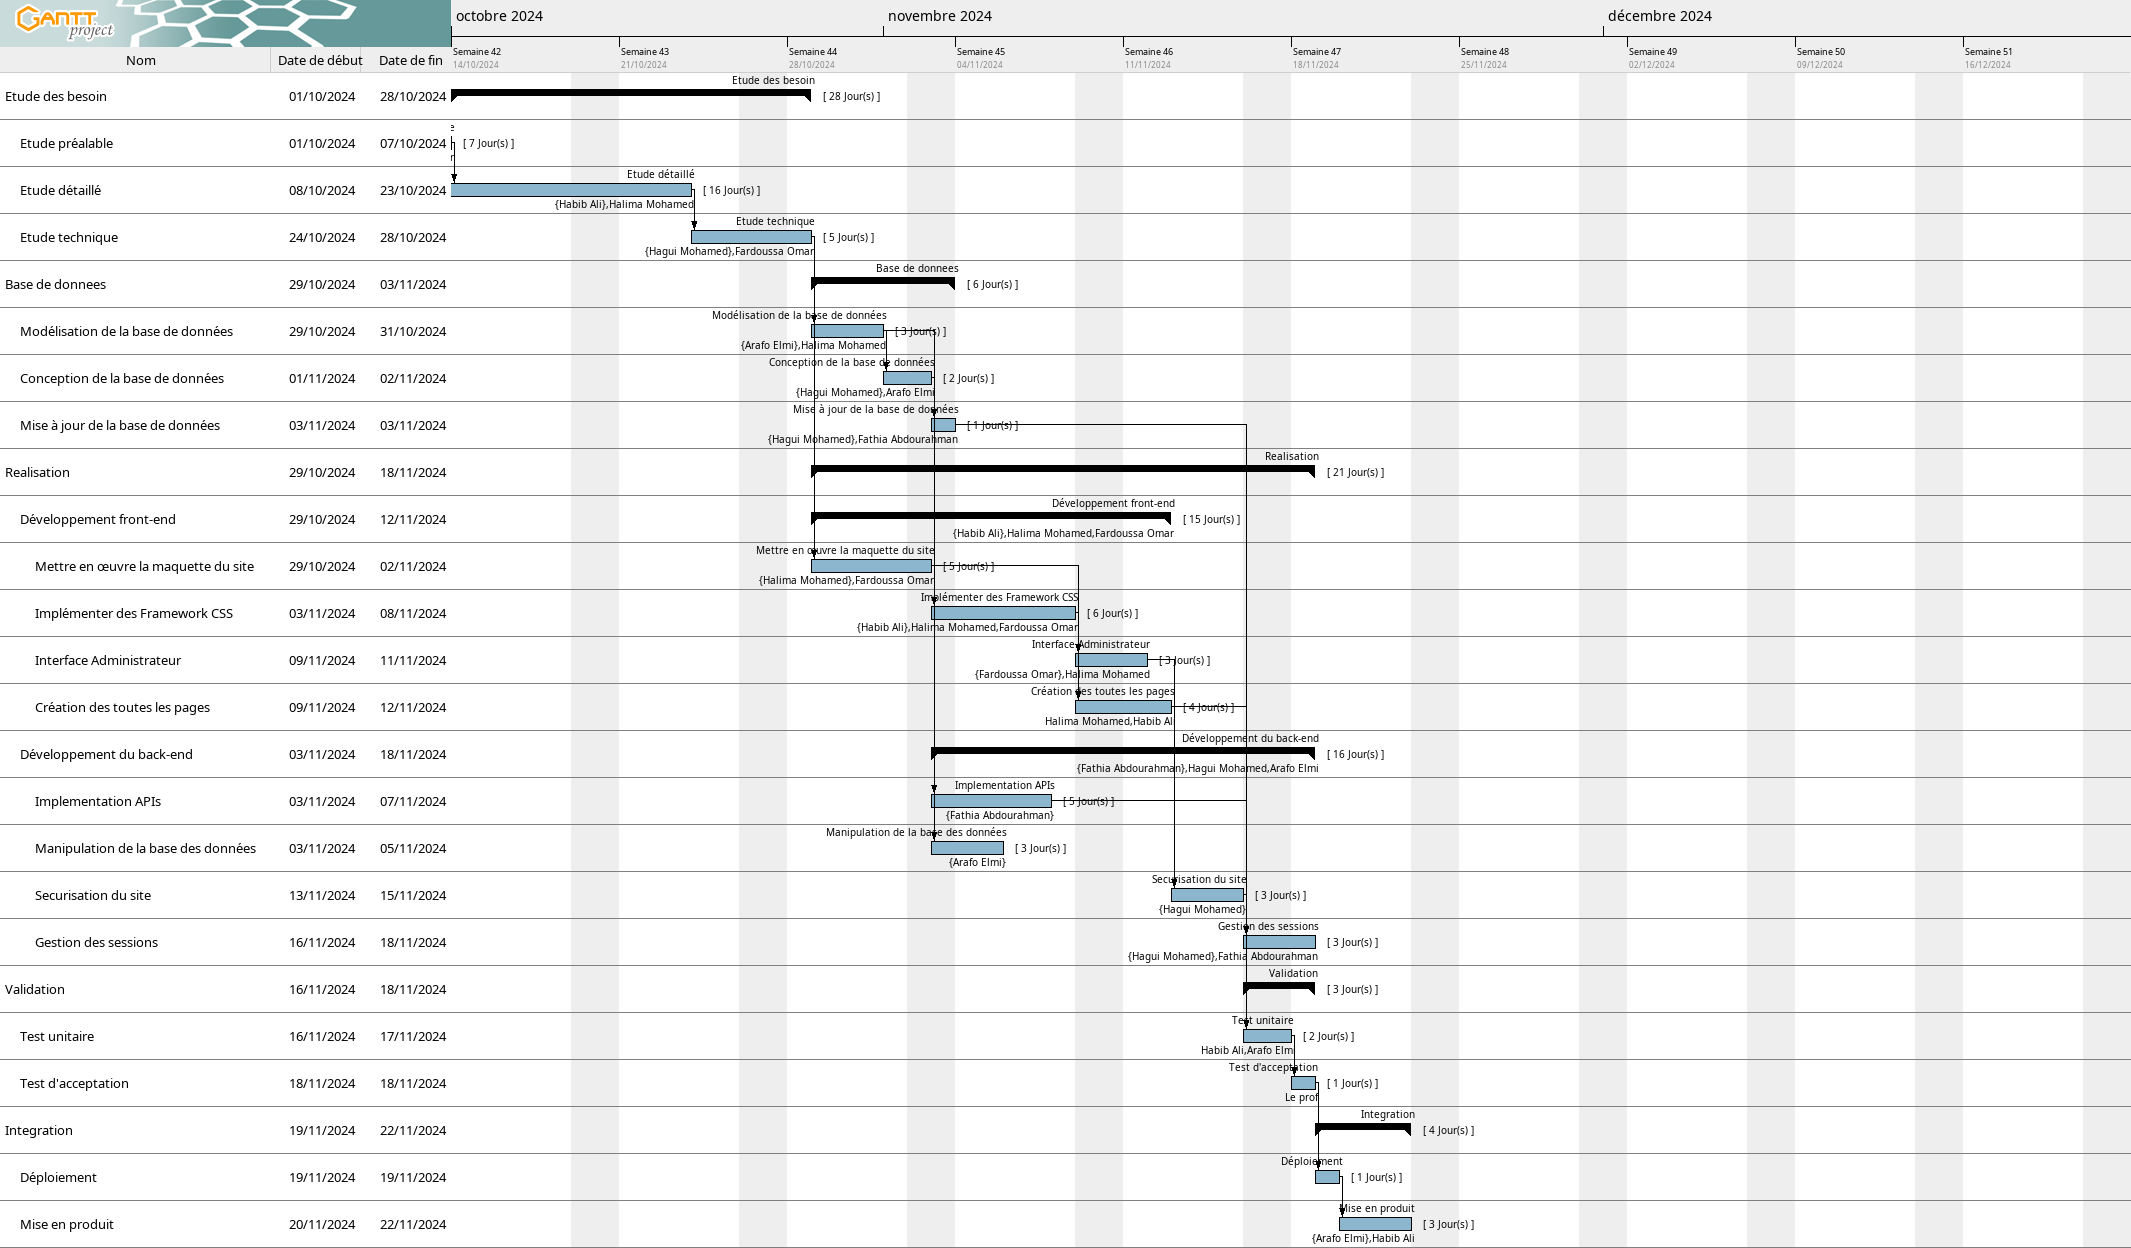 GANTT
project
octobre 2024
novembre 2024
décembre 2024
Nom Date de début Date de fin
Semaine 42 Semaine 43 Semaine 44 Semaine 45 Semaine 46 Semaine 47 Semaine 48 Semaine 49 Semaine 50 Semaine 51
14/10/2024 21/10/2024 28/10/2024 04/11/2024 11/11/2024 18/11/2024 25/11/2024 02/12/2024 09/12/2024 16/12/2024
Etude des besoin
Etude des besoin 01/10/2024 28/10/2024 [ 28 Jour(s) ]
Etude préalable 01/10/2024 07/10/2024 [ 7 Jour(s) ]
Etude détaillé
Etude détaillé 08/10/2024 23/10/2024 [ 16 Jour(s) ]
{Habib Ali},Halima Mohamed
Etude technique
Etude technique 24/10/2024 28/10/2024 [ 5 Jour(s) ]
{Hagui Mohamed},Fardoussa Omar
Base de donnees
Base de donnees 29/10/2024 03/11/2024 [ 6 Jour(s) ]
Modélisation de la base de données
Modélisation de la base de données 29/10/2024 31/10/2024 [ 3 Jour(s) ]
{Arafo Elmi},Halima Mohamed
Conception de la base de données
Conception de la base de données 01/11/2024 02/11/2024 [ 2 Jour(s) ]
{Hagui Mohamed},Arafo Elmi
Mise à jour de la base de données
Mise à jour de la base de données 03/11/2024 03/11/2024 [ 1 Jour(s) ]
{Hagui Mohamed},Fathia Abdourahman
Realisation
Realisation 29/10/2024 18/11/2024 [ 21 Jour(s) ]
Développement front-end
Développement front-end 29/10/2024 12/11/2024 [ 15 Jour(s) ]
{Habib Ali},Halima Mohamed,Fardoussa Omar
Mettre en œuvre la maquette du site
Mettre en œuvre la maquette du site 29/10/2024 02/11/2024 [ 5 Jour(s) ]
{Halima Mohamed},Fardoussa Omar
Implémenter des Framework CSS
Implémenter des Framework CSS 03/11/2024 08/11/2024 [ 6 Jour(s) ]
{Habib Ali},Halima Mohamed,Fardoussa Omar
Interface Administrateur
Interface Administrateur 09/11/2024 11/11/2024 [ 3 Jour(s) ]
{Fardoussa Omar},Halima Mohamed
Création des toutes les pages
Création des toutes les pages 09/11/2024 12/11/2024 [ 4 Jour(s) ]
Halima Mohamed,Habib Ali
Développement du back-end
Développement du back-end 03/11/2024 18/11/2024 [ 16 Jour(s) ]
{Fathia Abdourahman},Hagui Mohamed,Arafo Elmi
Implementation APIs
Implementation APIs 03/11/2024 07/11/2024 [ 5 Jour(s) ]
{Fathia Abdourahman}
Manipulation de la base des données
Manipulation de la base des données 03/11/2024 05/11/2024 [ 3 Jour(s) ]
{Arafo Elmi}
Securisation du site
Securisation du site 13/11/2024 15/11/2024 [ 3 Jour(s) ]
{Hagui Mohamed}
Gestion des sessions
Gestion des sessions 16/11/2024 18/11/2024 [ 3 Jour(s) ]
{Hagui Mohamed},Fathia Abdourahman
Validation
Validation 16/11/2024 18/11/2024 [ 3 Jour(s) ]
Test unitaire
Test unitaire 16/11/2024 17/11/2024 [ 2 Jour(s) ]
Habib Ali,Arafo Elm
Test d'acceptation
Test d'acceptation 18/11/2024 18/11/2024 [ 1 Jour(s) ]
Le prof
Integration
Integration 19/11/2024 22/11/2024 [ 4 Jour(s) ]
Déploiement
Déploiement 19/11/2024 19/11/2024 [ 1 Jour(s) ]
Mise en produit
Mise en produit 20/11/2024 22/11/2024 [ 3 Jour(s) ]
{Arafo Elmi},Habib Ali